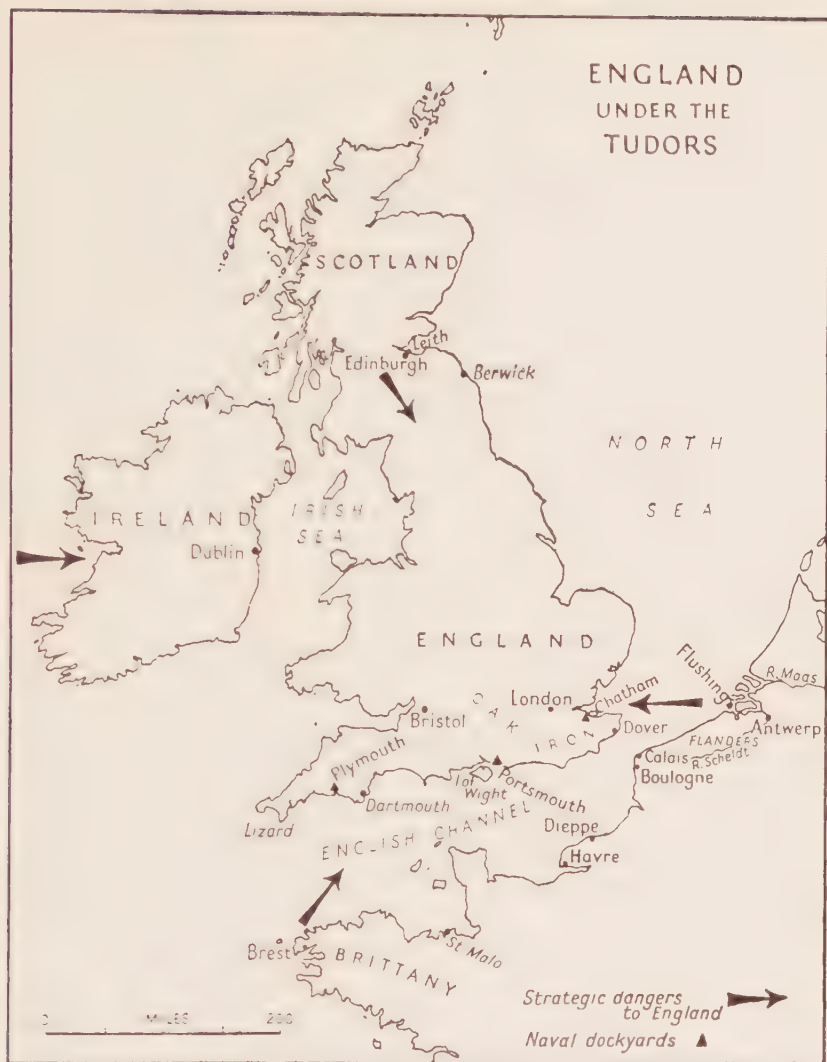 ENGLAND
UNDER THE
TUDORS
SCOTLAND
Leith
Edinburgh
Berwick
NORTH
SEA
IRELAND
IRISH
SEA
Dublin
ENGLAND
Flushing
R. Maas
OAK
London
Chatham
Bristol
IRON
Dover
Antwerp
FLANDERS
R. Scheldt
Calais
Boulogne
Plymouth
I of
Wight
Portsmouth
Dartmouth
Lizard
ENGLISH CHANNEL
Dieppe
Havre
Brest
St Malo
BRITTANY
Strategic dangers
to England
0 MILES 200
Naval dockyards